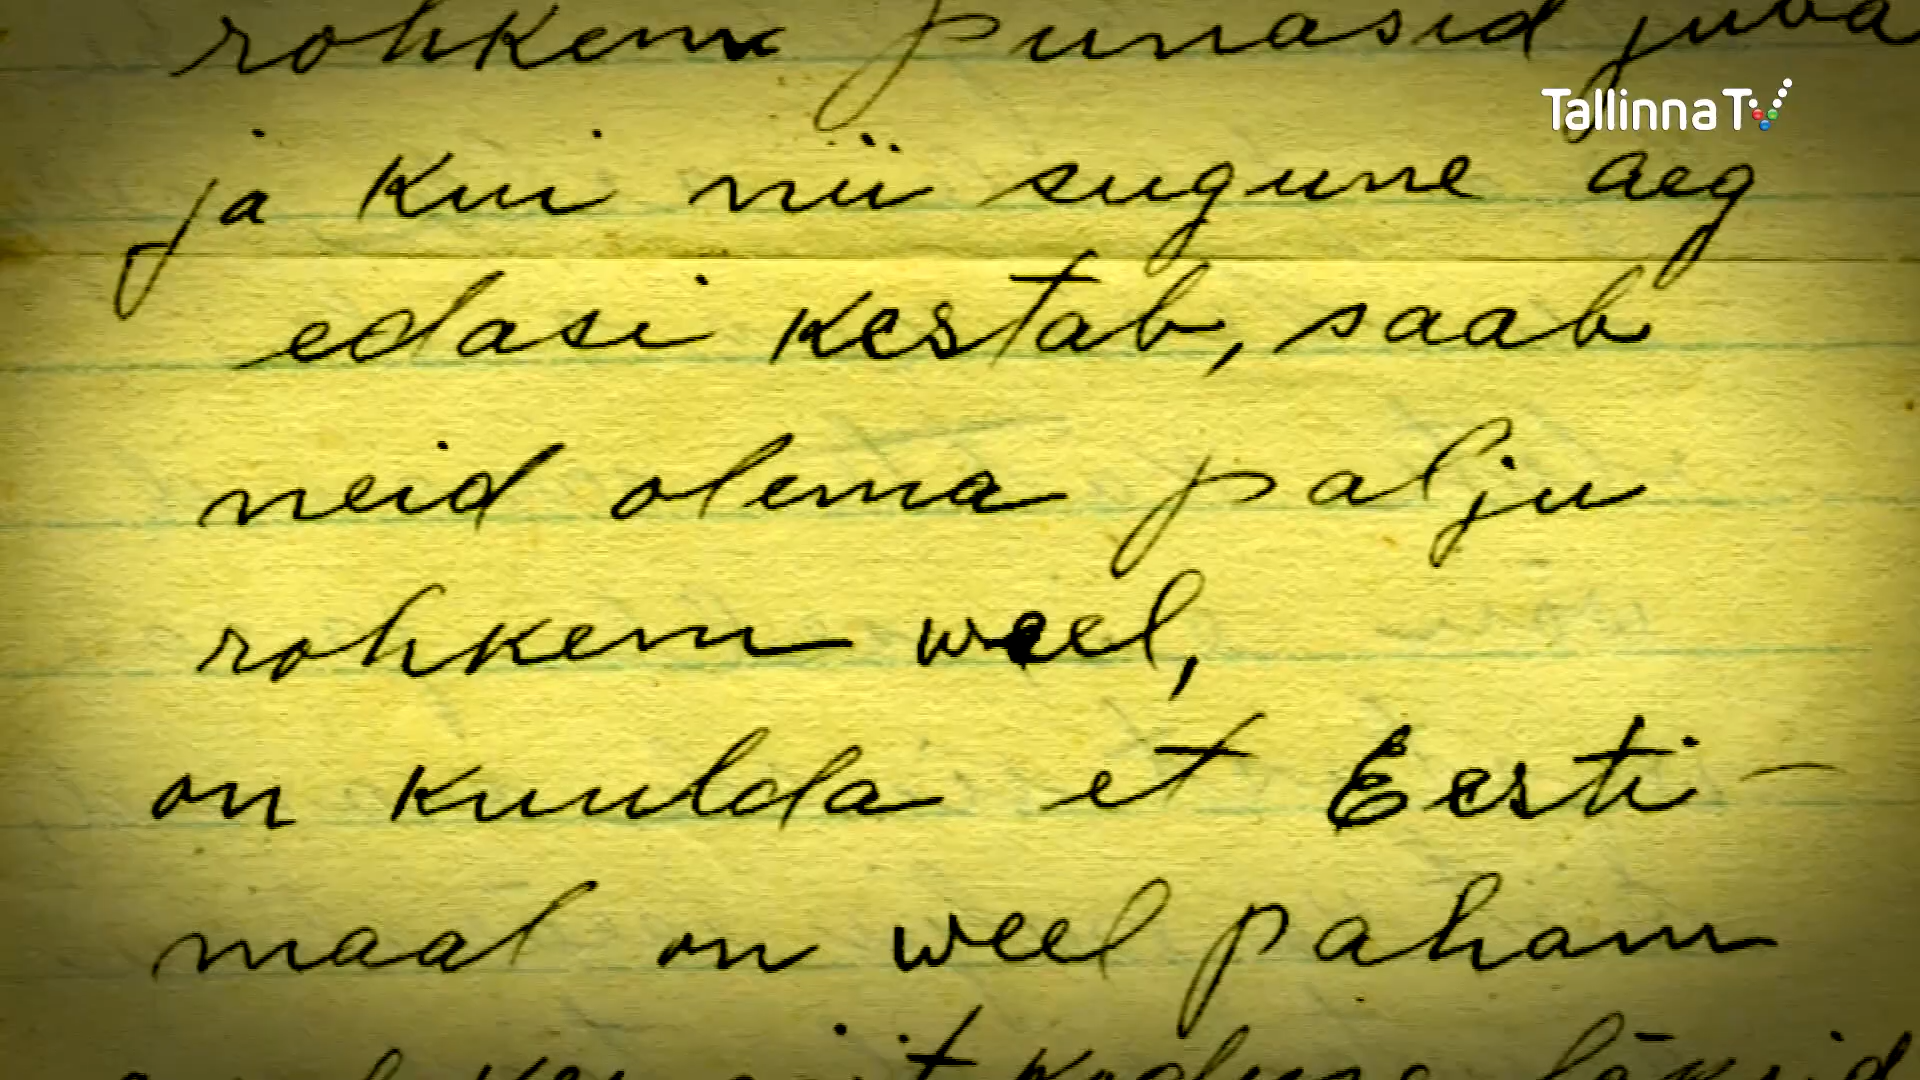 rohkem punasid juba
Tallinna TV
ja kui nii sugune aeg
edasi kestab, saab
neid olema palju
rohkem weel,
on kuulda et Eesti-
maal on weel paham